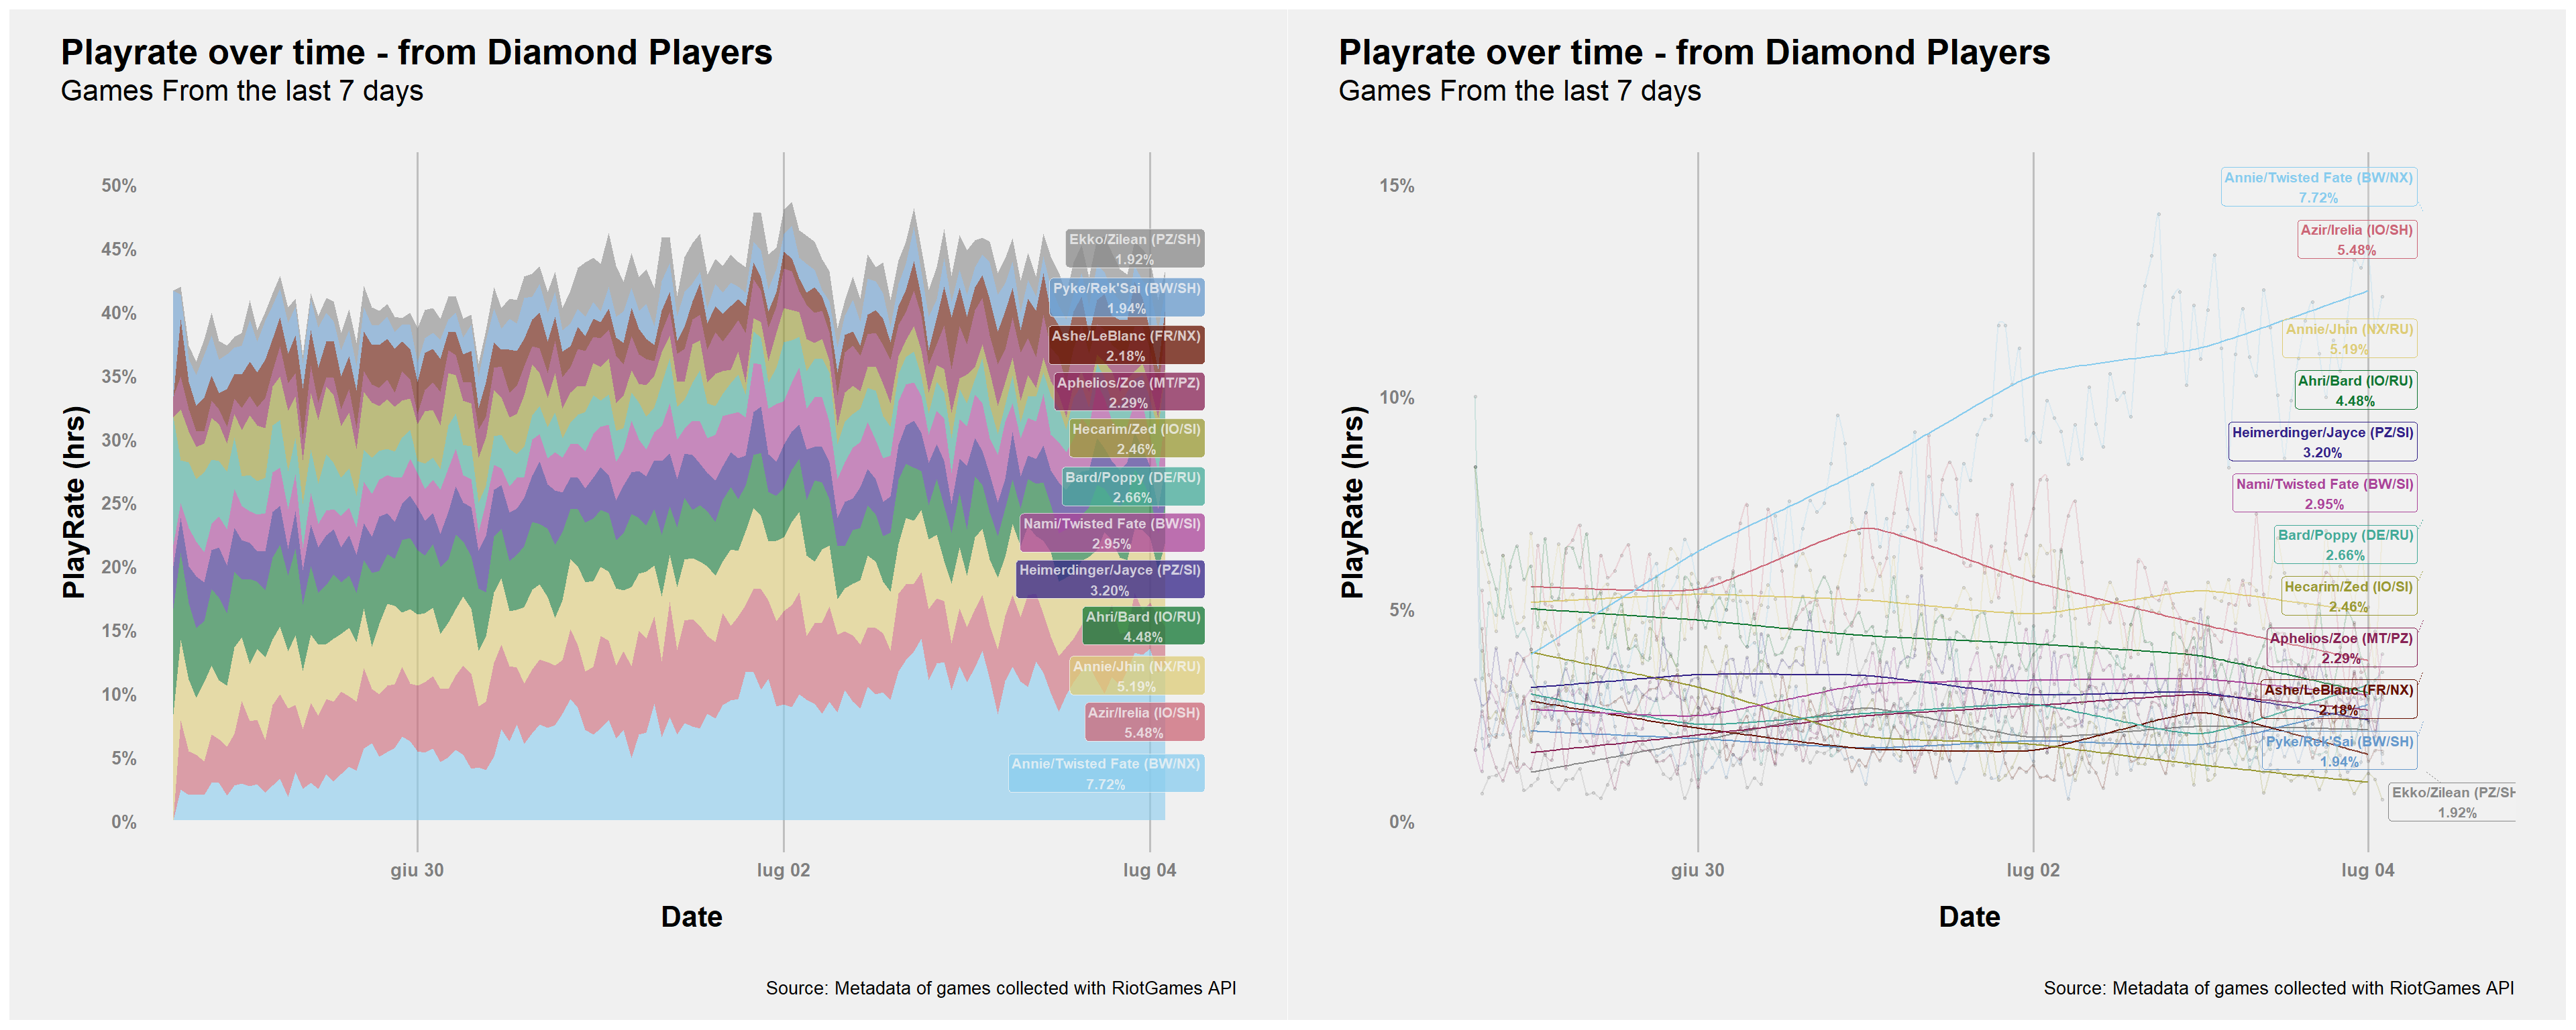 Playrate over time - from Diamond Players
Games From the last 7 days
PlayRate (hrs)
50%
45%
40%
35%
30%
25%
20%
15%
10%
5%
0%
Ekko/Zilean (PZ/SH)
1.92%
Pyke/Rek'Sai (BW/SH)
1.94%
Ashe/LeBlanc (FR/NX)
2.18%
Aphelios/Zoe (MT/PZ)
2.29%
Hecarim/Zed (IO/SI)
2.46%
Bard/Poppy (DE/RU)
2.66%
Nami/Twisted Fate (BW/SI)
2.95%
Heimerdinger/Jayce (PZ/SI)
3.20%
Ahri/Bard (IO/RU)
4.48%
Annie/Jhin (NX/RU)
5.19%
Azir/Irelia (IO/SH)
5.48%
Annie/Twisted Fate (BW/NX)
7.72%
giu 30
lug 02
lug 04
Date
Source: Metadata of games collected with RiotGames API
Playrate over time - from Diamond Players
Games From the last 7 days
PlayRate (hrs)
15%
10%
5%
0%
Annie/Twisted Fate (BW/NX)
7.72%
Azir/Irelia (IO/SH)
5.48%
Annie/Jhin (NX/RU)
5.19%
Ahri/Bard (IO/RU)
4.48%
Heimerdinger/Jayce (PZ/SI)
3.20%
Nami/Twisted Fate (BW/SI)
2.95%
Bard/Poppy (DE/RU)
2.66%
Hecarim/Zed (IO/SI)
2.46%
Aphelios/Zoe (MT/PZ)
2.29%
Ashe/LeBlanc (FR/NX)
2.18%
Pyke/Rek'Sai (BW/SH)
1.94%
Ekko/Zilean (PZ/SH
1.92%
giu 30
lug 02
lug 04
Date
Source: Metadata of games collected with RiotGames API